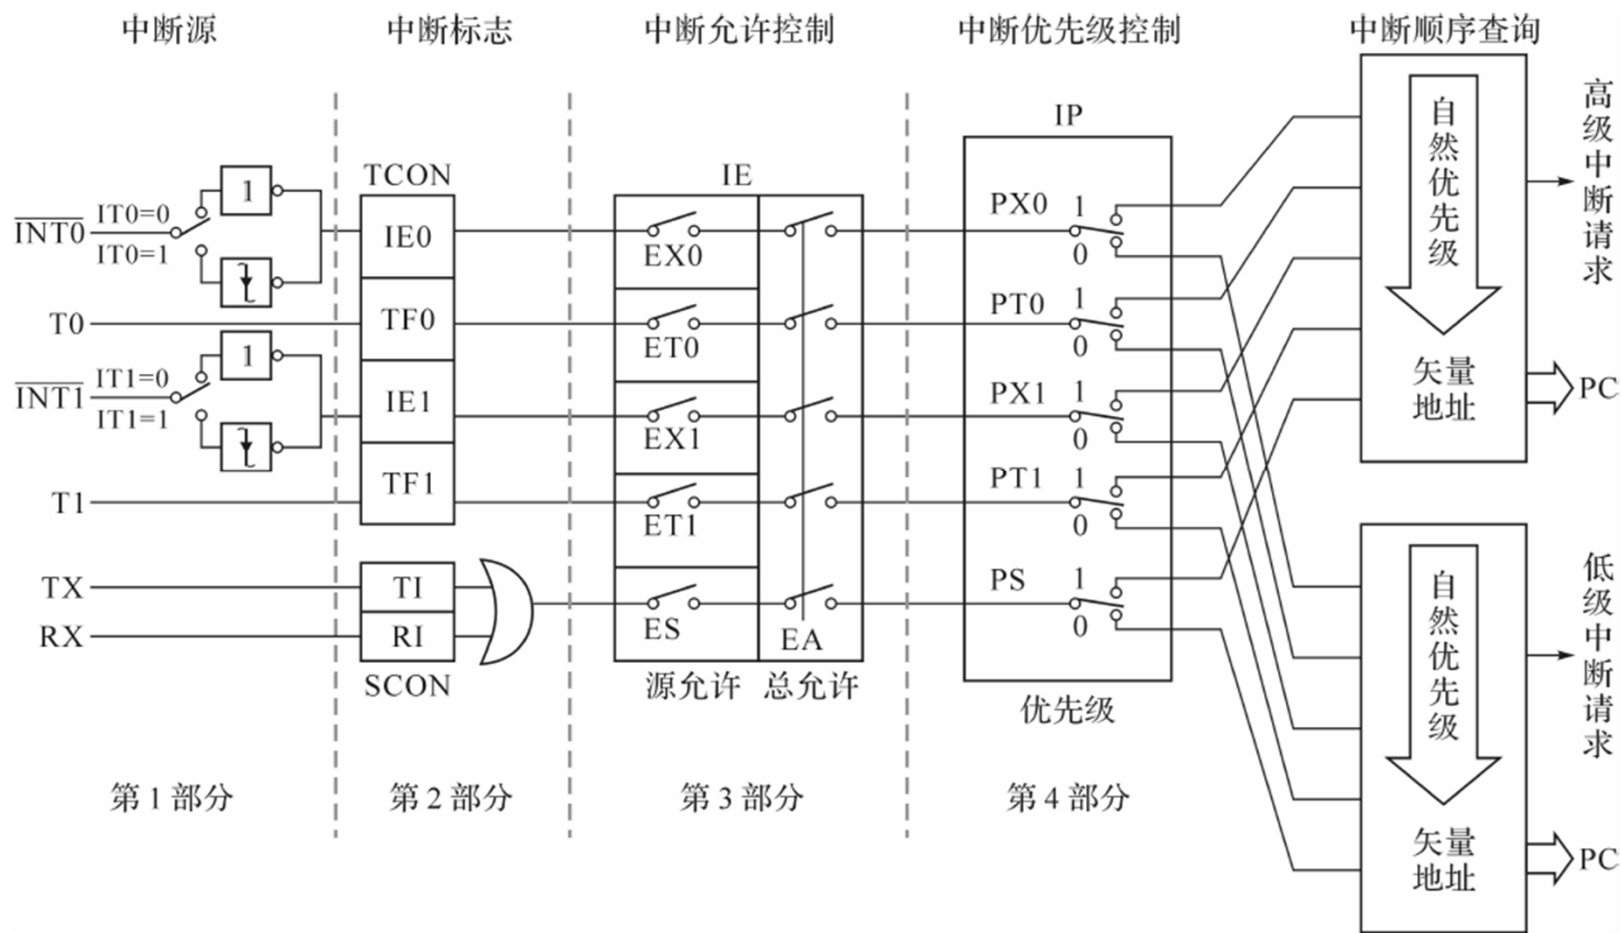 中断源
中断标志
中断允许控制
中断优先级控制
中断顺序查询
INT0
IT0=0
IT0=1
1
T0
INT1
IT1=0
IT1=1
1
T1
TX
RX
TCON
IE0
TF0
IE1
TF1
TI
RI
SCON
IE
EX0
ET0
EX1
ET1
ES
EA
源允许
总允许
IP
PX0
1
0
PT0
1
0
PX1
1
0
PT1
1
0
PS
1
0
优先级
自然优先级
矢量
地址
高级中断请求
PC
自然优先级
矢量
地址
低级中断请求
PC
第1部分
第2部分
第3部分
第4部分